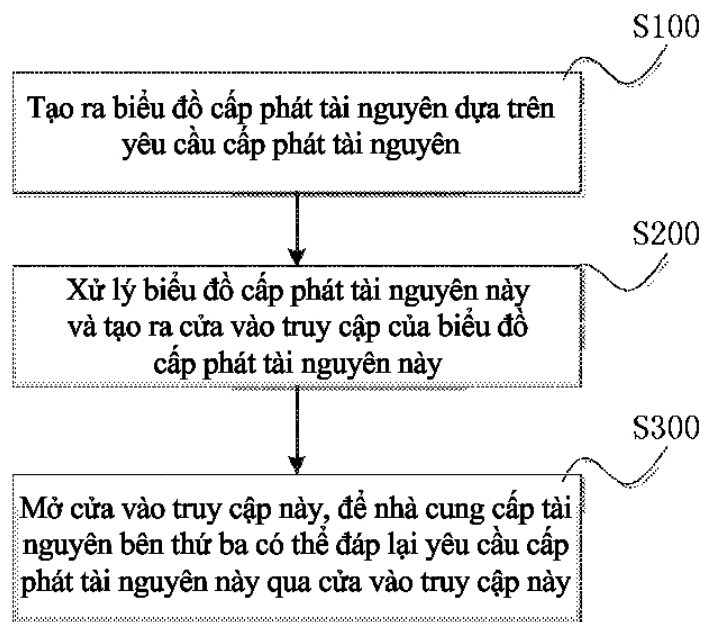 S100
Tạo ra biểu đồ cấp phát tài nguyên dựa trên
yêu cầu cấp phát tài nguyên
S200
Xử lý biểu đồ cấp phát tài nguyên này
và tạo ra cửa vào truy cập của biểu đồ
cấp phát tài nguyên này
S300
Mở cửa vào truy cập này, để nhà cung cấp tài
nguyên bên thứ ba có thể đáp lại yêu cầu cấp
phát tài nguyên này qua cửa vào truy cập này